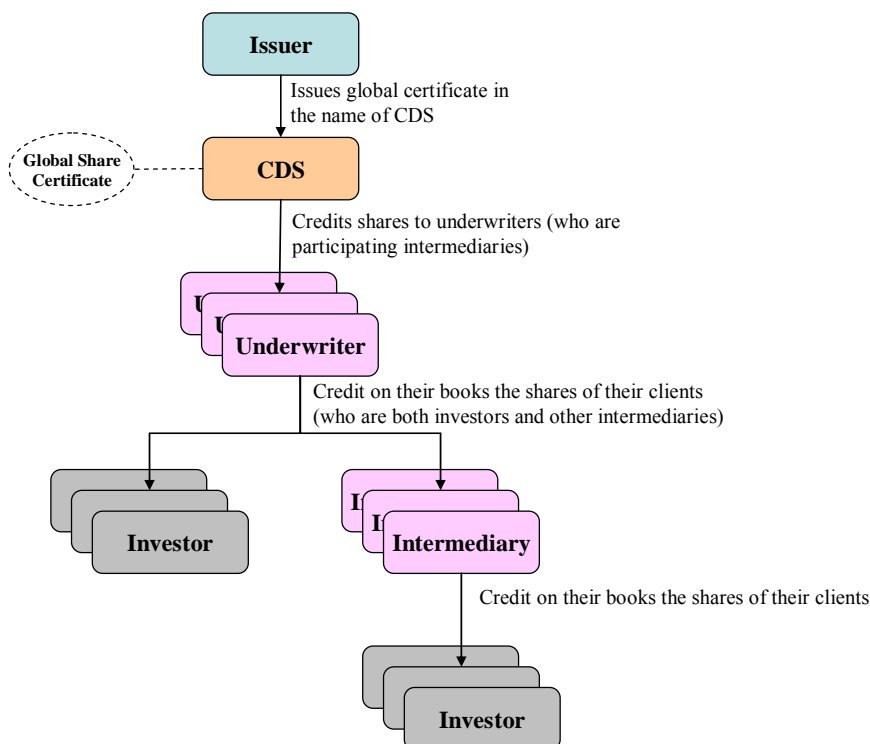 Issuer
Issues global certificate in
the name of CDS
Global Share
Certificate
CDS
Credits shares to underwriters (who are
participating intermediaries)
Underwriter
Credit on their books the shares of their clients
(who are both investors and other intermediaries)
Investor
Intermediary
Credit on their books the shares of their clients
Investor